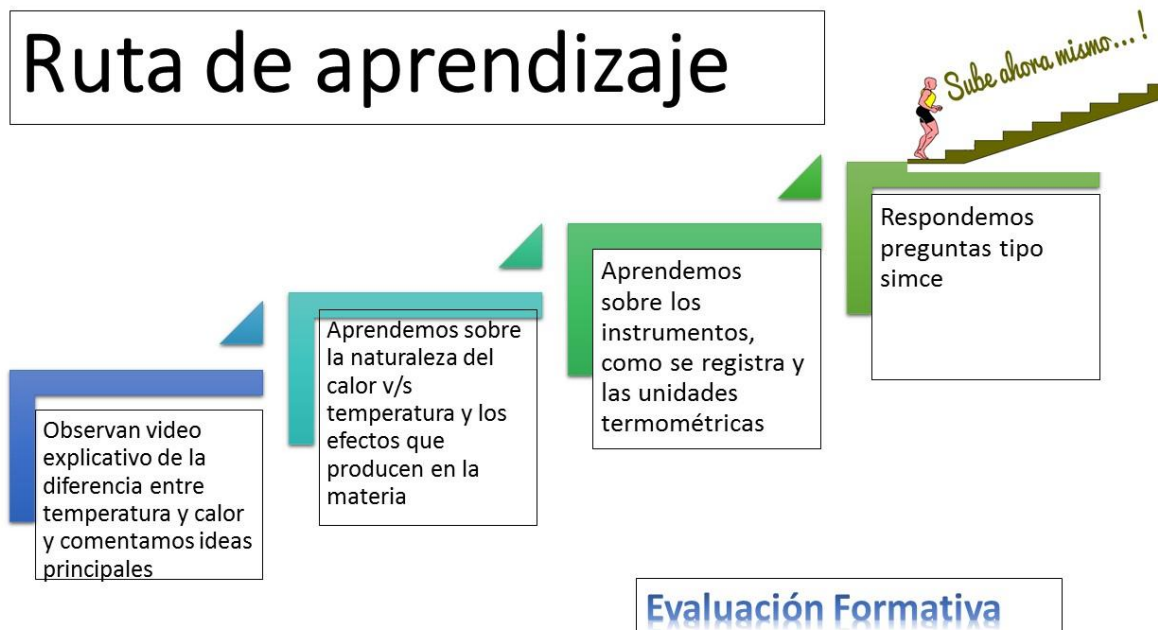 Ruta de aprendizaje
Sube ahora mismo...!
Observan video
explicativo de la
diferencia entre
temperatura y calor
y comentamos ideas
principales
Aprendemos sobre
la naturaleza del
calor v/s
temperatura y los
efectos que
producen en la
materia
Aprendemos
sobre los
instrumentos,
como se registra y
las unidades
termométricas
Respondemos
preguntas tipo
simce
Evaluación Formativa